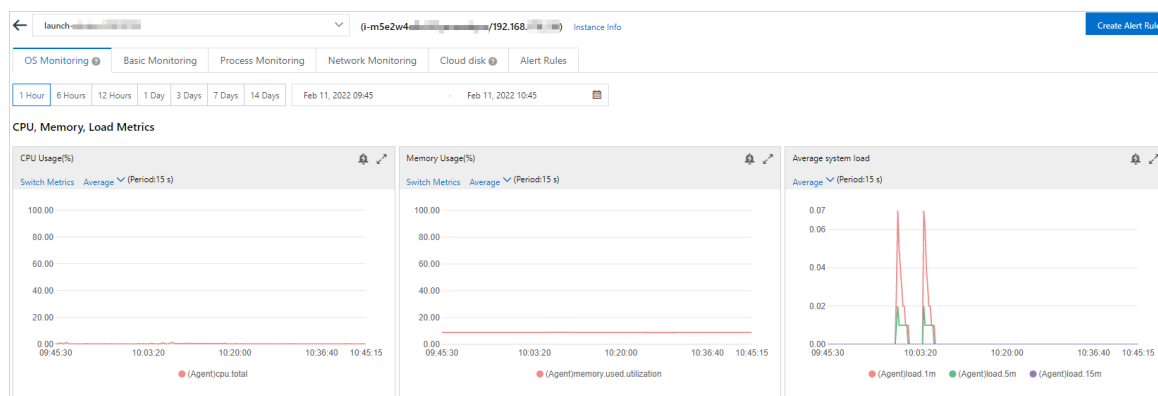 launch-
(i-m5e2w4 /192.168. ) Instance Info
Create Alert Rule
OS Monitoring Basic Monitoring Process Monitoring Network Monitoring Cloud disk Alert Rules
1 Hour 6 Hours 12 Hours 1 Day 3 Days 7 Days 14 Days Feb 11, 2022 09:45 - Feb 11, 2022 10:45
CPU, Memory, Load Metrics
CPU Usage(%)
Switch Metrics Average (Period:15 s)
100.00
80.00
60.00
40.00
20.00
0.00
09:45:30 10:03:20 10:20:00 10:36:40 10:45:15
(Agent)cpu.total
Memory Usage(%)
Switch Metrics Average (Period:15 s)
100.00
80.00
60.00
40.00
20.00
0.00
09:45:30 10:03:20 10:20:00 10:36:40 10:45:15
(Agent)memory.used.utilization
Average system load
Average (Period:15 s)
0.07
0.06
0.04
0.02
0.00
09:45:30 10:03:20 10:20:00 10:36:40 10:45:15
(Agent)load.1m (Agent)load.5m (Agent)load.15m